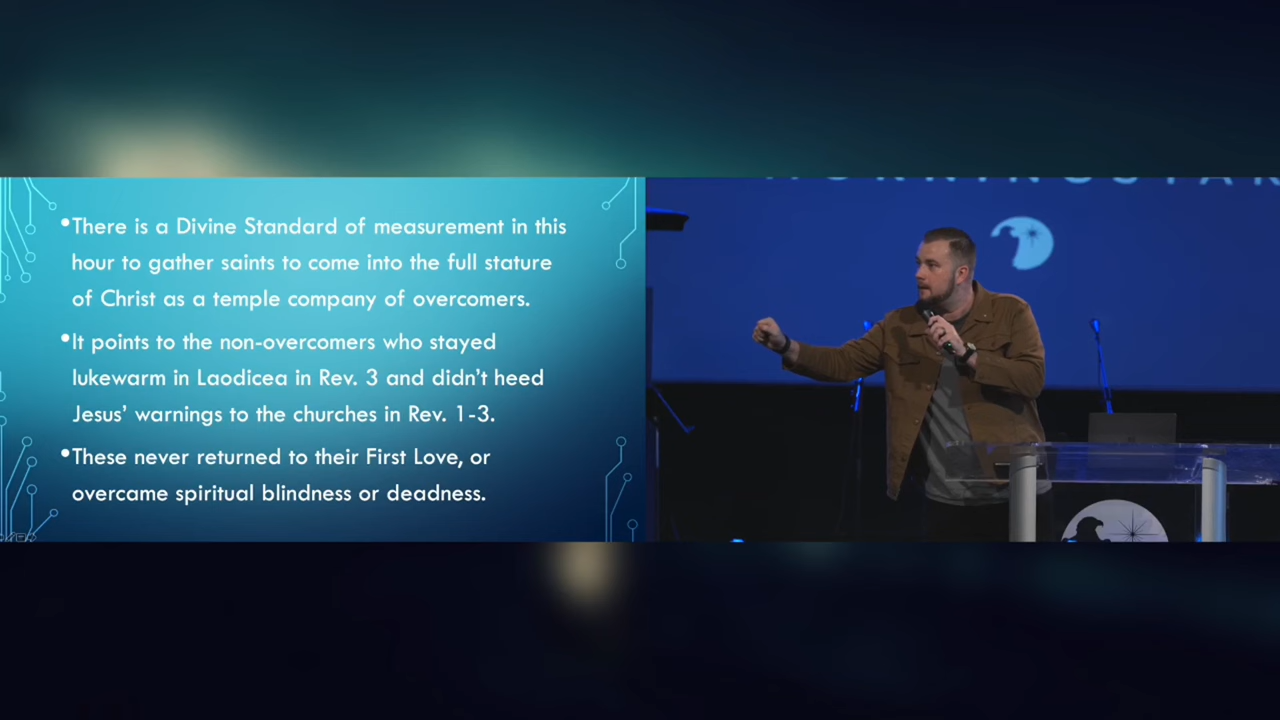 •There is a Divine Standard of measurement in this
hour to gather saints to come into the full stature
of Christ as a temple company of overcomers.
•It points to the non-overcomers who stayed
lukewarm in Laodicea in Rev. 3 and didn't heed
Jesus' warnings to the churches in Rev. 1-3.
•These never returned to their First Love, or
overcame spiritual blindness or deadness.
MORNINGSTAR